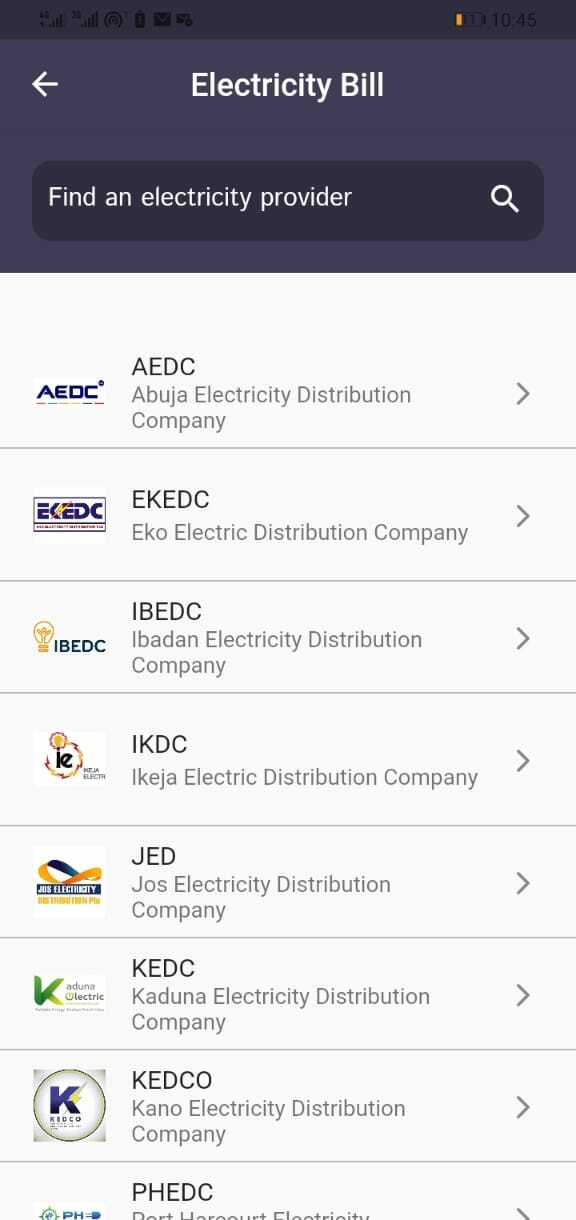 4G 3G 10:45
Electricity Bill
Find an electricity provider
AEDC
AEDC
Abuja Electricity Distribution
Company
EKEDC
EKEDC
Eko Electric Distribution Company
IBEDC
IBEDC
Ibadan Electricity Distribution
Company
ie
IKDC
Ikeja Electric Distribution Company
JOS ELECTRICITY
DISTRIBUTION Plc
JED
Jos Electricity Distribution
Company
Kaduna
Electric
KEDC
Kaduna Electricity Distribution
Company
K
KEDCO
KEDCO
Kano Electricity Distribution
Company
PHED
PHEDC
Port Harcourt Electricity